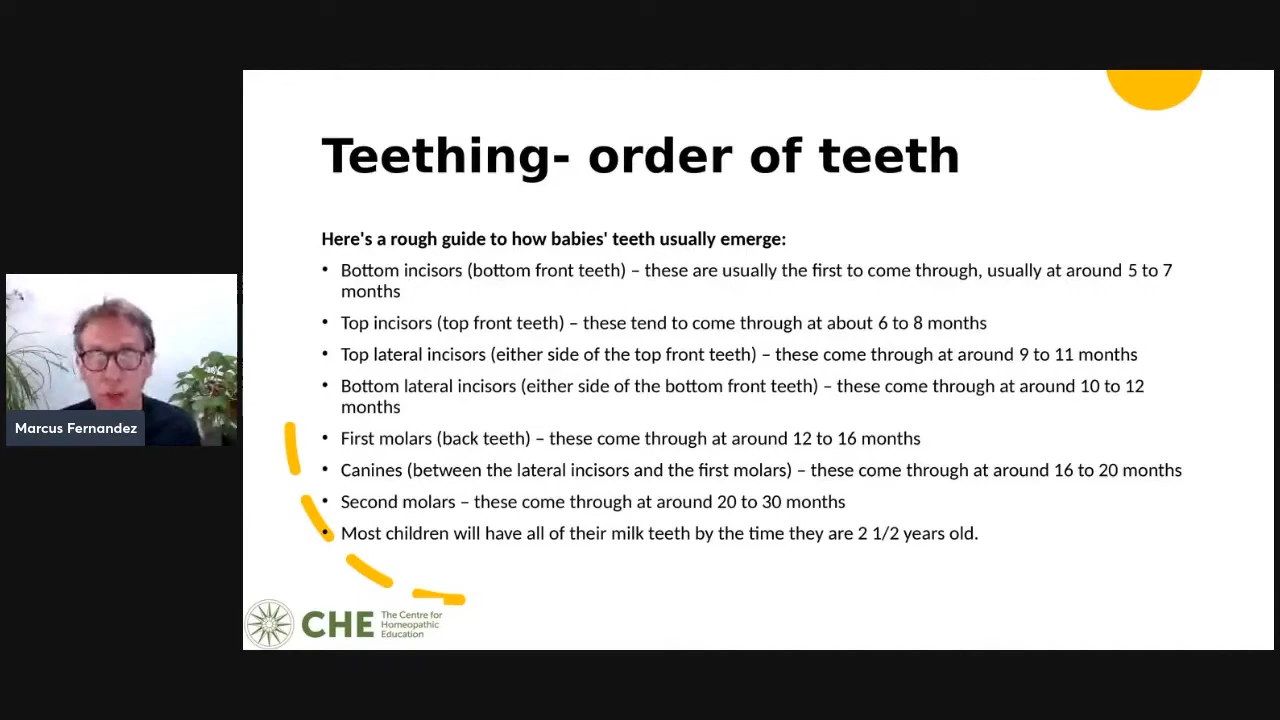 Teething- order of teeth
Here's a rough guide to how babies' teeth usually emerge:
• Bottom incisors (bottom front teeth) – these are usually the first to come through, usually at around 5 to 7
months
• Top incisors (top front teeth) – these tend to come through at about 6 to 8 months
• Top lateral incisors (either side of the top front teeth) – these come through at around 9 to 11 months
• Bottom lateral incisors (either side of the bottom front teeth) – these come through at around 10 to 12
months
• First molars (back teeth) – these come through at around 12 to 16 months
• Canines (between the lateral incisors and the first molars) – these come through at around 16 to 20 months
• Second molars – these come through at around 20 to 30 months
• Most children will have all of their milk teeth by the time they are 2 1/2 years old.
Marcus Fernandez
CHE
The Centre for
Homeopathic
Education